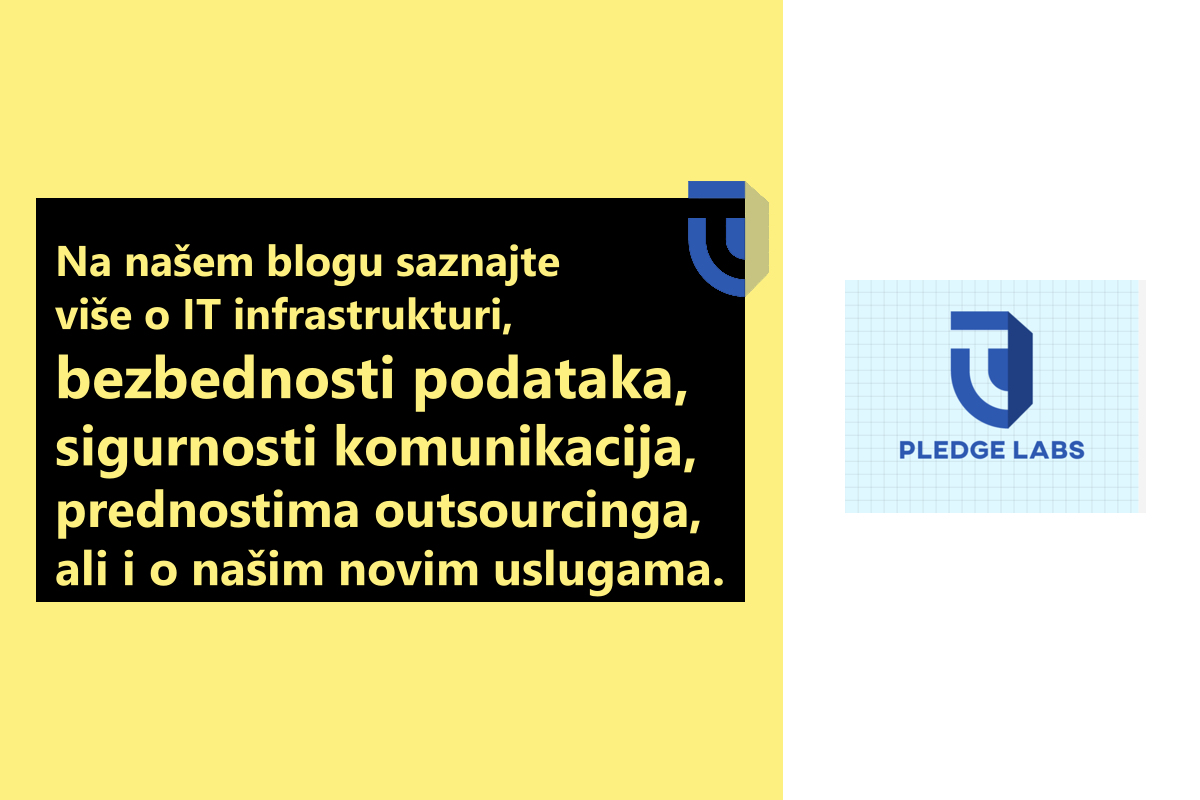 Na našem blogu saznajte
više o IT infrastrukturi,
bezbednosti podataka,
sigurnosti komunikacija,
prednostima outsourcinga,
ali i o našim novim uslugama.
PLEDGE LABS